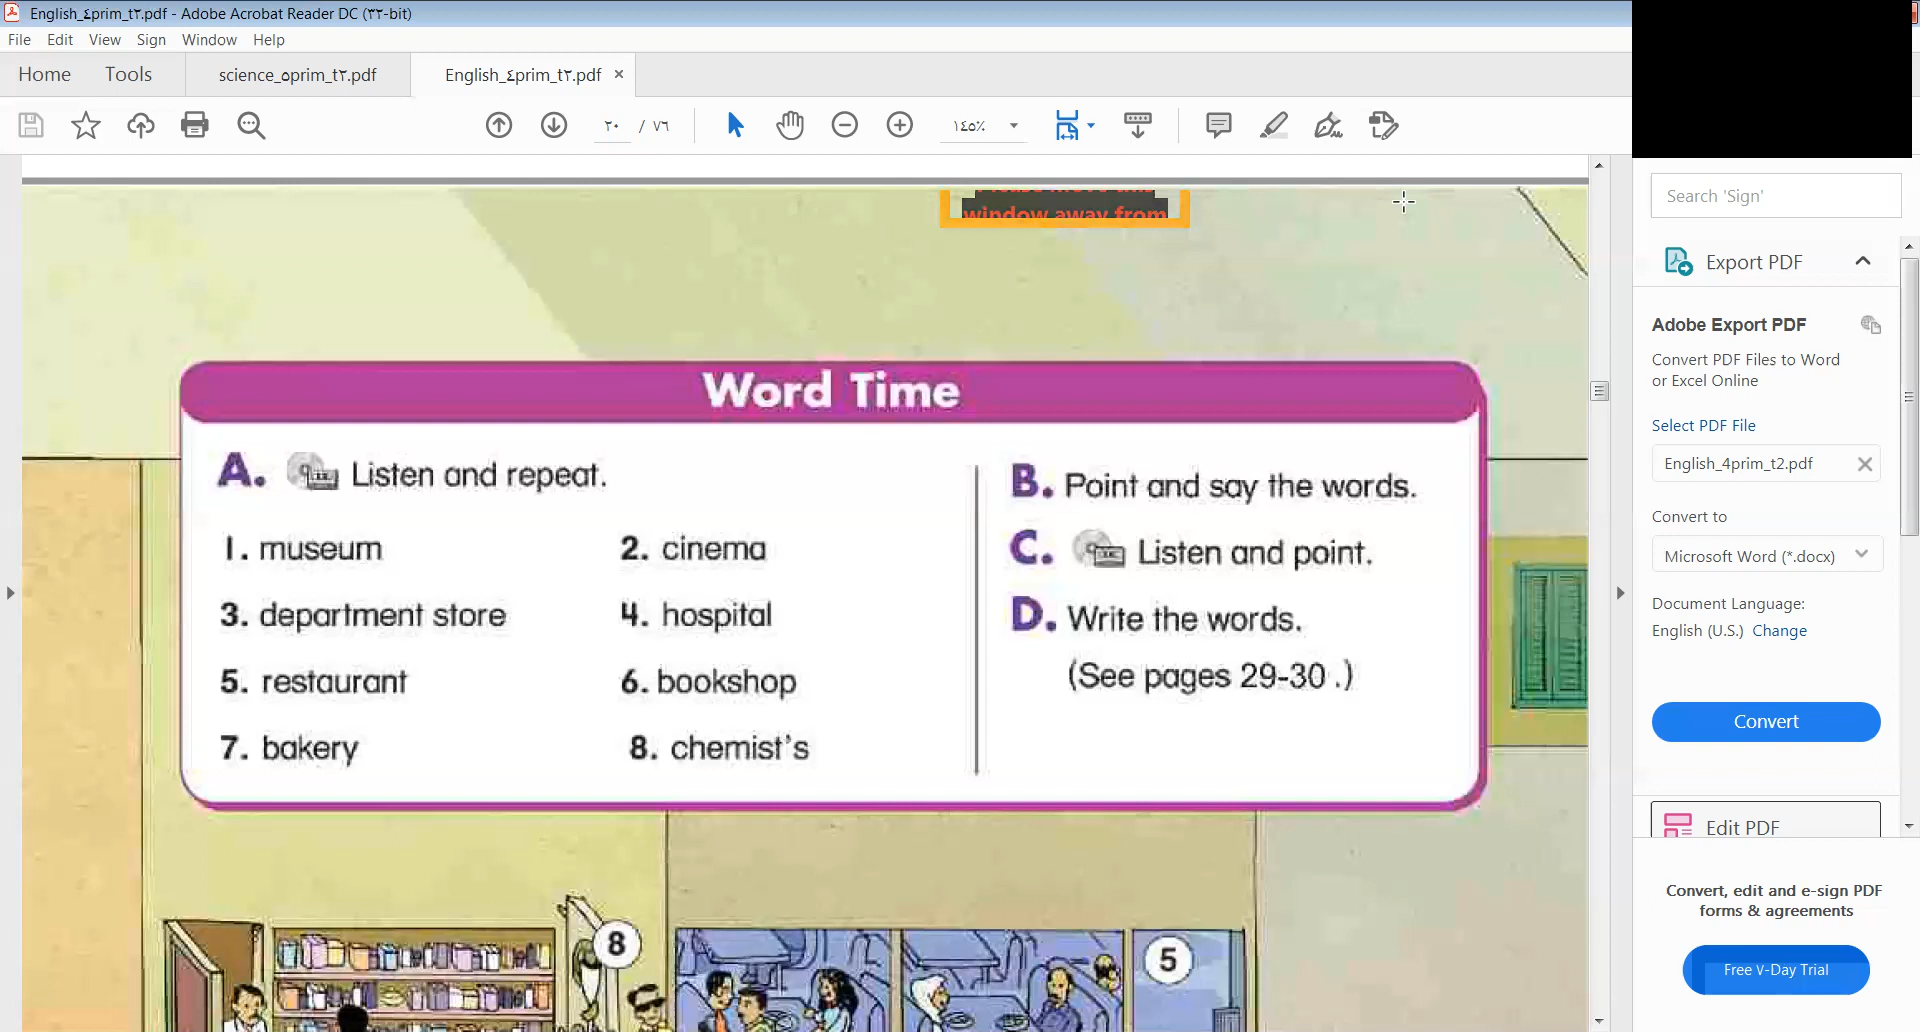 English_٤prim_t٢.pdf - Adobe Acrobat Reader DC (٣٢-bit)
File Edit View Sign Window Help
Home Tools science_٥prim_t٢.pdf English_٤prim_t٢.pdf ×
٢٠ / ٧٦ ١٤٥٪
window away from
Word Time
A. Listen and repeat.
1. museum 2. cinema
3. department store 4. hospital
5. restaurant 6. bookshop
7. bakery 8. chemist's
B. Point and say the words.
C. Listen and point.
D. Write the words.
(See pages 29-30 .)
8
5
Search 'Sign'
Export PDF
Adobe Export PDF
Convert PDF Files to Word
or Excel Online
Select PDF File
English_4prim_t2.pdf
Convert to
Microsoft Word (*.docx)
Document Language:
English (U.S.) Change
Convert
Edit PDF
Convert, edit and e-sign PDF
forms & agreements
Free V-Day Trial